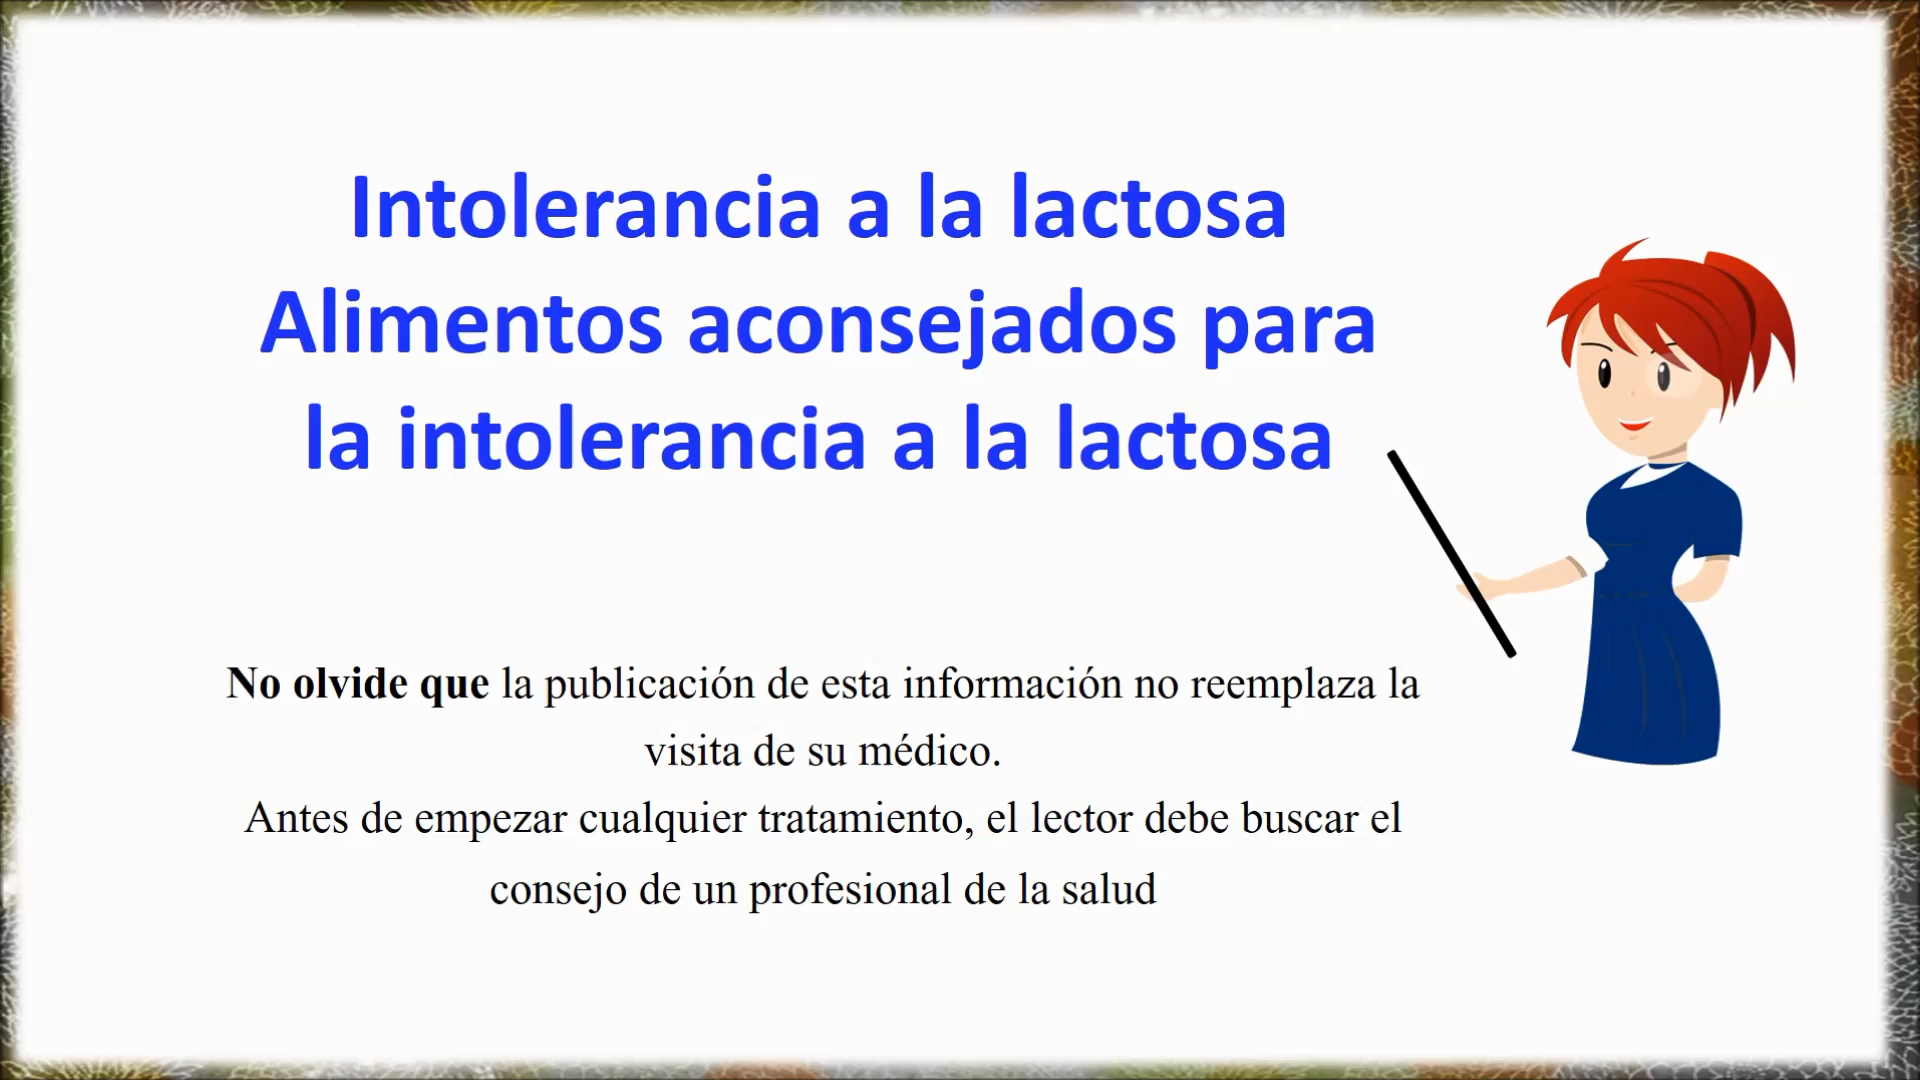 Intolerancia a la lactosa
Alimentos aconsejados para
la intolerancia a la lactosa
No olvide que la publicación de esta información no reemplaza la
visita de su médico.
Antes de empezar cualquier tratamiento, el lector debe buscar el
consejo de un profesional de la salud